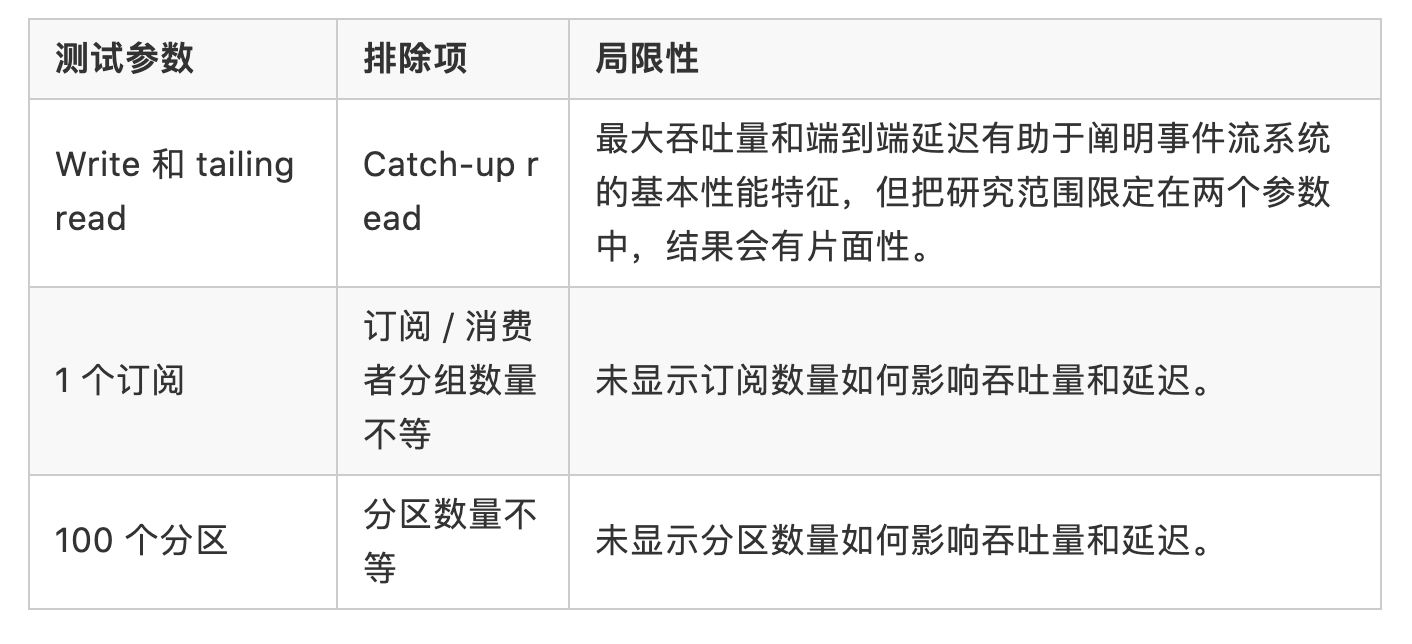 测试参数
排除项
局限性
Write 和 tailing
read
Catch-up r
ead
最大吞吐量和端到端延迟有助于阐明事件流系统
的基本性能特征，但把研究范围限定在两个参数
中，结果会有片面性。
1 个订阅
订阅 / 消费
者分组数量
不等
未显示订阅数量如何影响吞吐量和延迟。
100 个分区
分区数量不
等
未显示分区数量如何影响吞吐量和延迟。